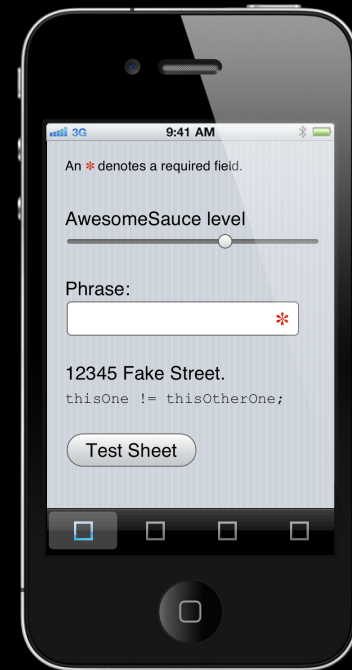 3G 9:41 AM
An * denotes a required field.
AwesomeSauce level
Phrase:
*
12345 Fake Street.
thisOne != thisOtherOne;
Test Sheet